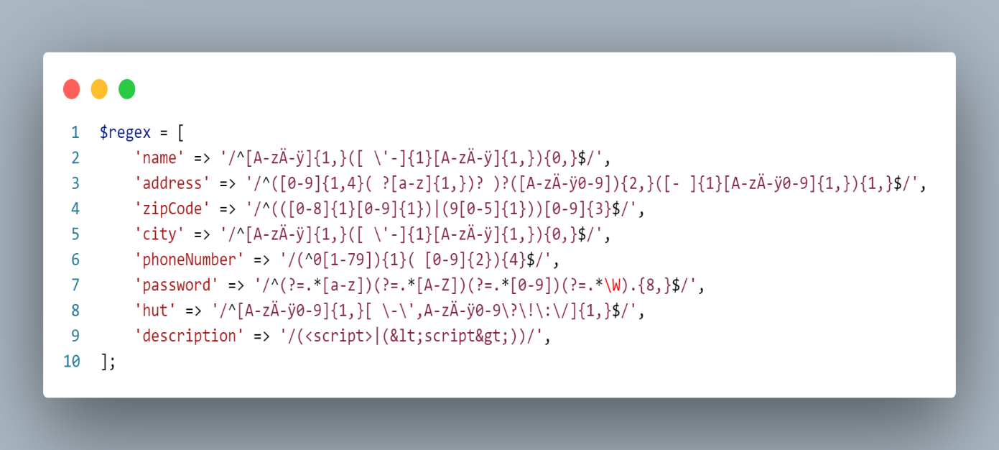 1 $regex = [
2     'name' => '/^[A-zÄ-ÿ]{1,}([ \'-]{1}[A-zÄ-ÿ]{1,}){0,}$/',
3     'address' => '/^([0-9]{1,4}( ?[a-z]{1,})? )?([A-zÄ-ÿ0-9]){2,}([- ]{1}[A-zÄ-ÿ0-9]{1,}){1,}$/',
4     'zipCode' => '/^(([0-8]{1}[0-9]{1})|(9[0-5]{1}))[0-9]{3}$/',
5     'city' => '/^[A-zÄ-ÿ]{1,}([ \'-]{1}[A-zÄ-ÿ]{1,}){0,}$/',
6     'phoneNumber' => '/(^0[1-79]){1}( [0-9]{2}){4}$/',
7     'password' => '/^(?=.*[a-z])(?=.*[A-Z])(?=.*[0-9])(?=.*\W).{8,}$/',
8     'hut' => '/^[A-zÄ-ÿ0-9]{1,}[ \-\',A-zÄ-ÿ0-9\?\!\:\/]{1,}$/',
9     'description' => '/(<script>|(&lt;script&gt;))/',
10 ];